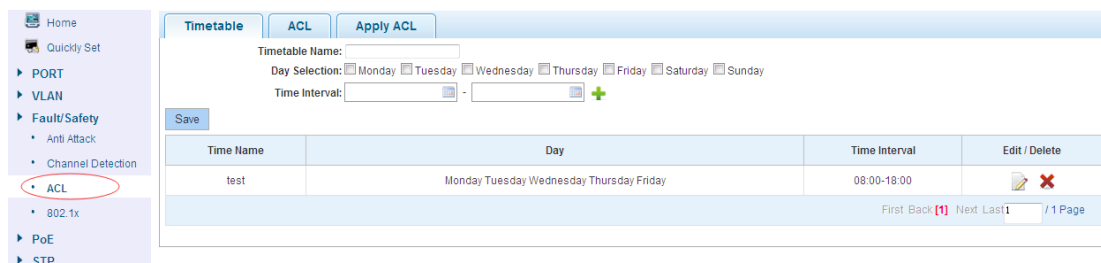 Home
Quickly Set
PORT
VLAN
Fault/Safety
Anti Attack
Channel Detection
ACL
802.1x
PoE
STP
Timetable ACL Apply ACL
Timetable Name:
Day Selection: Monday Tuesday Wednesday Thursday Friday Saturday Sunday
Time Interval: -
Save
Time Name Day Time Interval Edit / Delete
test Monday Tuesday Wednesday Thursday Friday 08:00-18:00
First Back [1] Next Last 1 / 1 Page